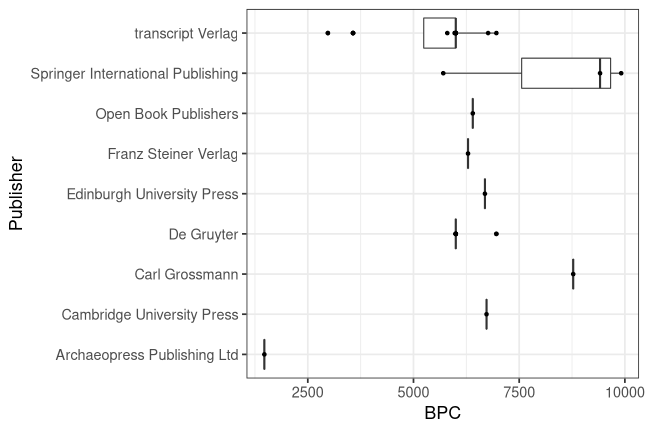 transcript Verlag
Springer International Publishing
Open Book Publishers
Franz Steiner Verlag
Edinburgh University Press
De Gruyter
Carl Grossmann
Cambridge University Press
Archaeopress Publishing Ltd
Publisher
2500 5000 7500 10000
BPC